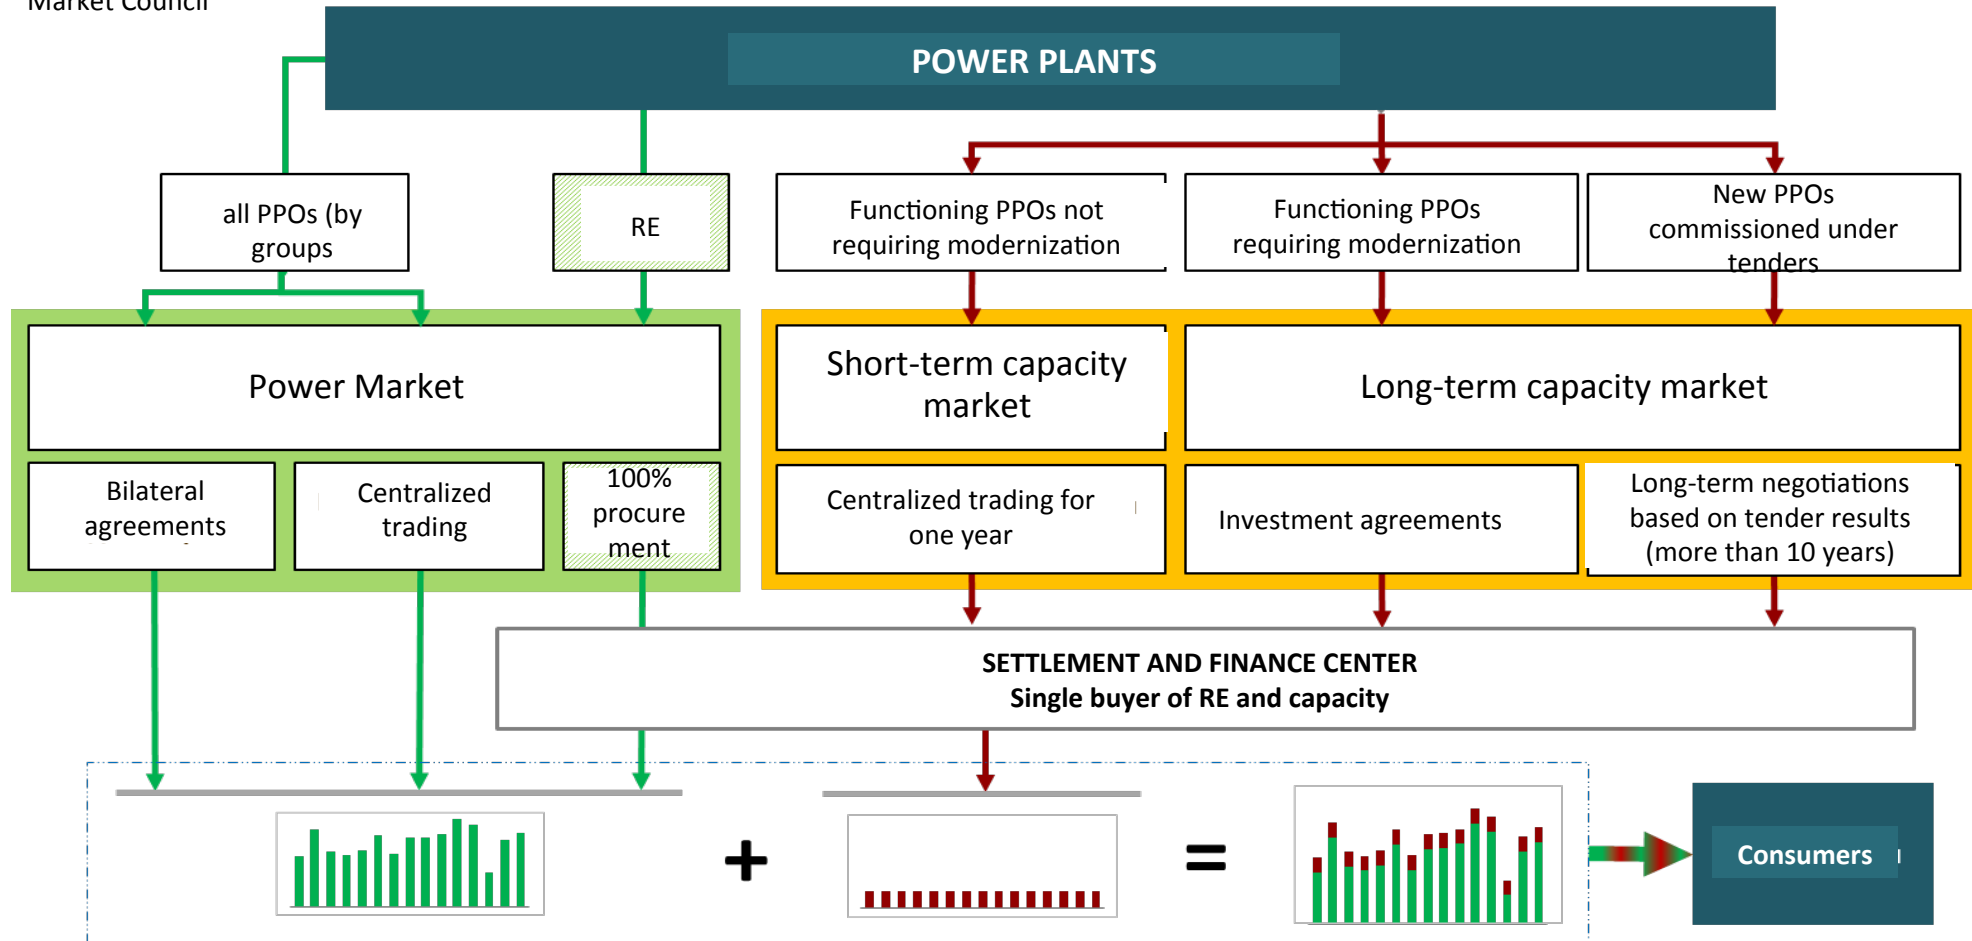 Market Council
POWER PLANTS
all PPOs (by
groups
RE
Functioning PPOs not
requiring modernization
Functioning PPOs
requiring modernization
New PPOs
commissioned under
tenders
Power Market
Short-term capacity
market
Long-term capacity market
Bilateral
agreements
Centralized
trading
100%
procure
ment
Centralized trading for
one year
Investment agreements
Long-term negotiations
based on tender results
(more than 10 years)
SETTLEMENT AND FINANCE CENTER
Single buyer of RE and capacity
+
=
Consumers